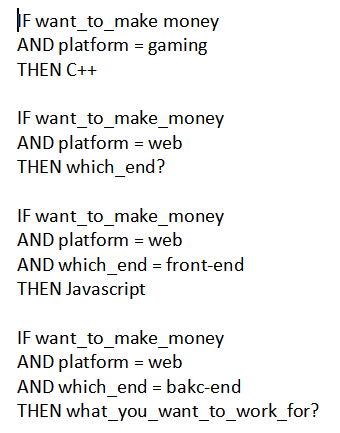 IF want_to_make money
AND platform = gaming
THEN C++

IF want_to_make_money
AND platform = web
THEN which_end?

IF want_to_make_money
AND platform = web
AND which_end = front-end
THEN Javascript

IF want_to_make_money
AND platform = web
AND which_end = bakc-end
THEN what_you_want_to_work_for?